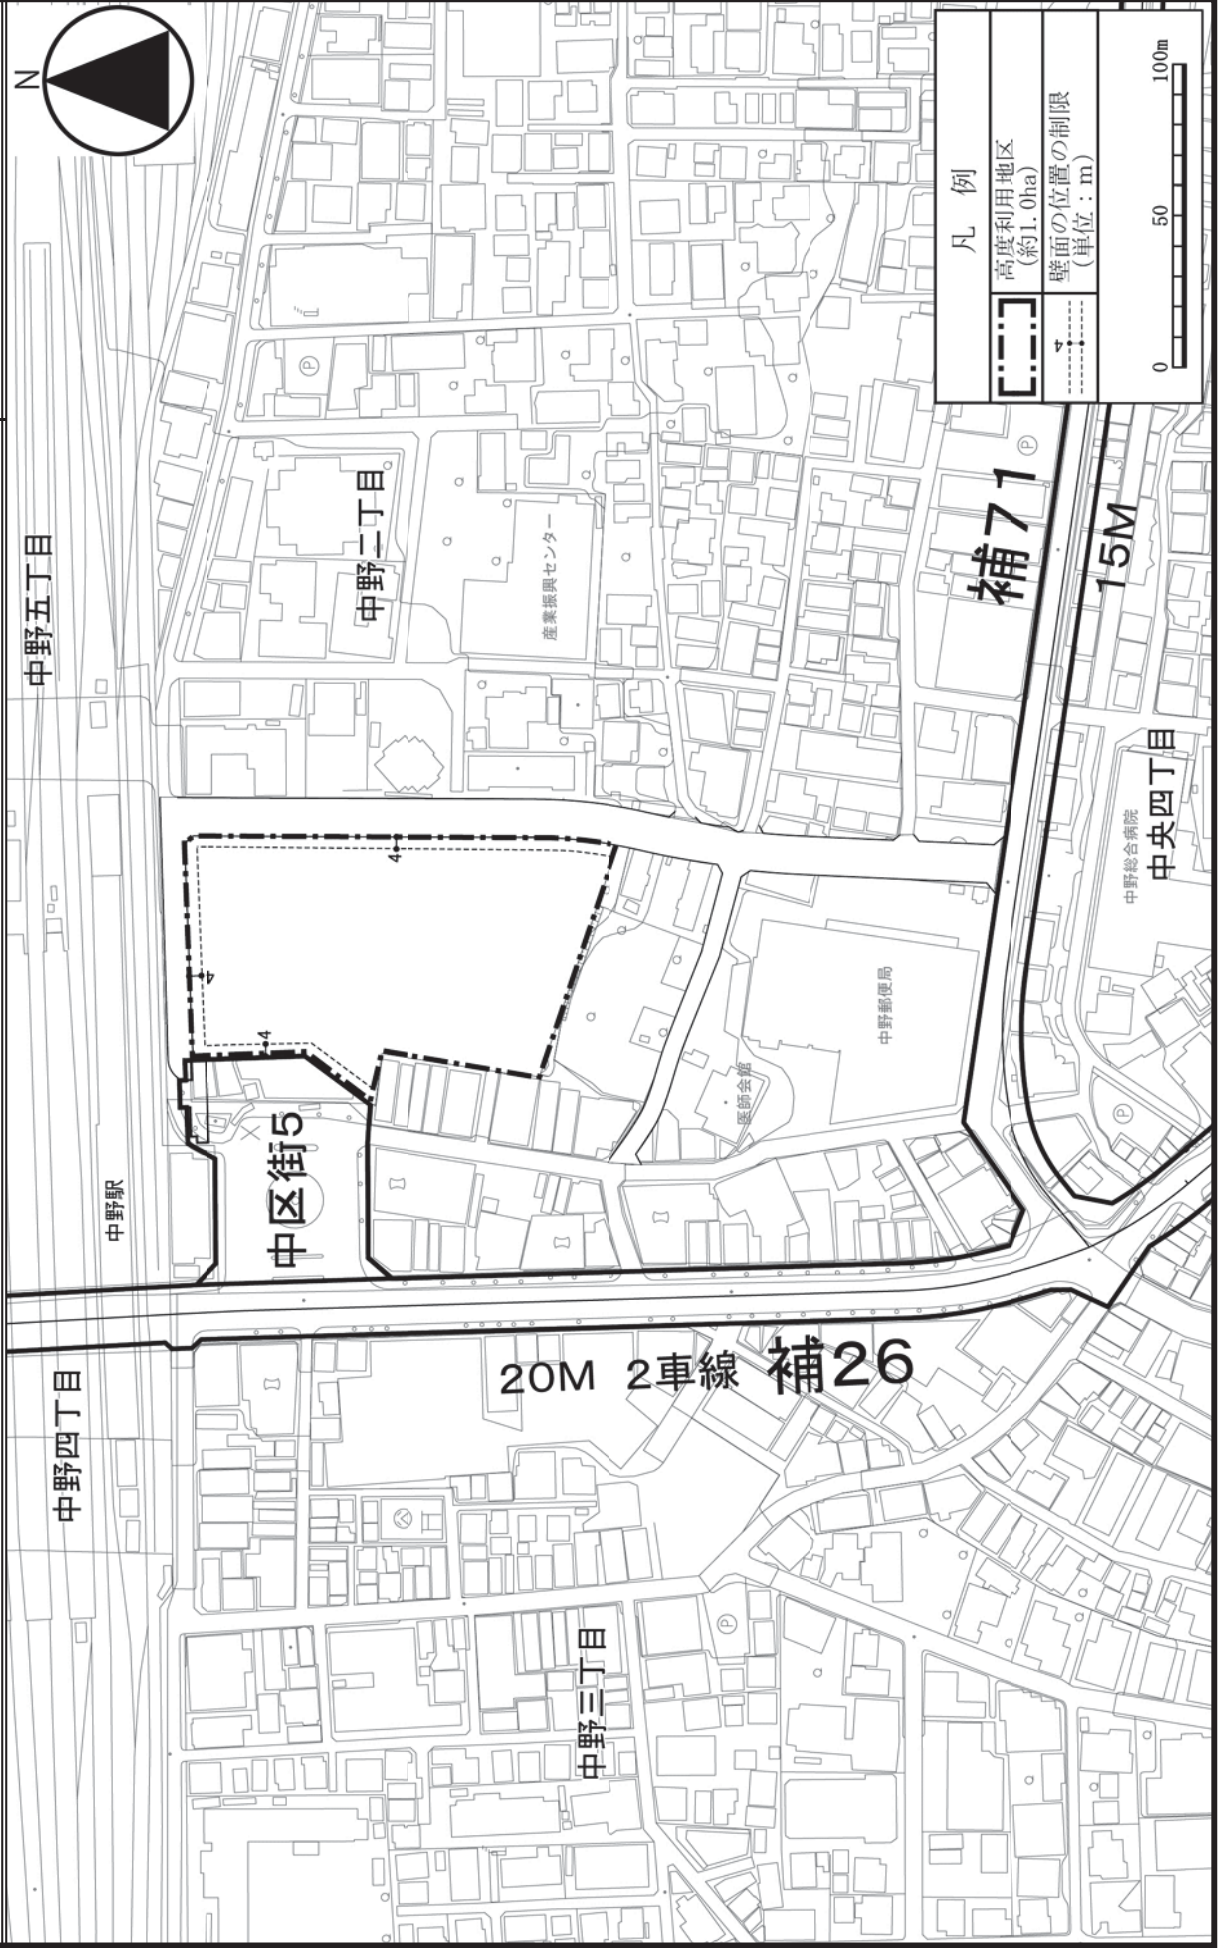 N
中野五丁目
中野二丁目
産業振興センター
補71
15M
中央四丁目
中野総合病院
中野郵便局
医師会館
中野駅
中区街5
4
4
4
中野四丁目
20M 2車線 補26
中野三丁目
P
P
P
P
凡例
高度利用地区
(約1.0ha)
4
壁面の位置の制限
(単位：m)
0 50 100m